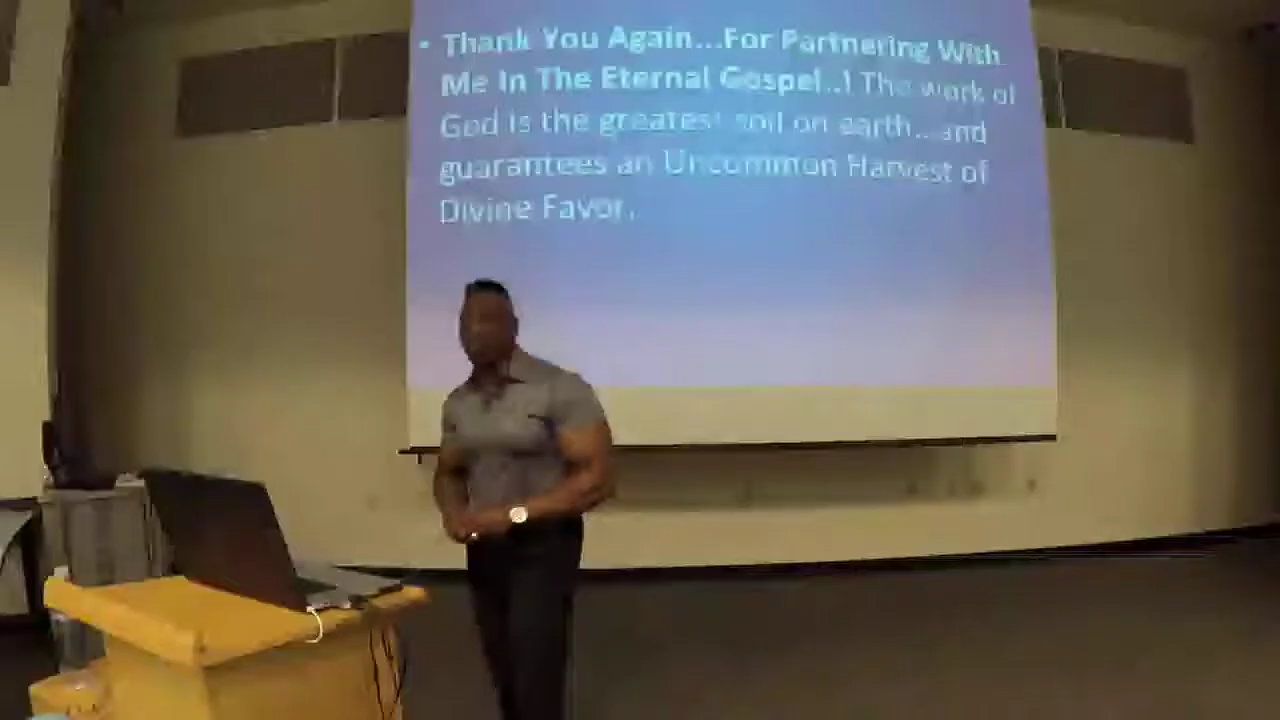 • Thank You Again...For Partnering With
Me In The Eternal Gospel..! The work of
God is the greatest soil on earth...and
guarantees an Uncommon Harvest of
Divine Favor.